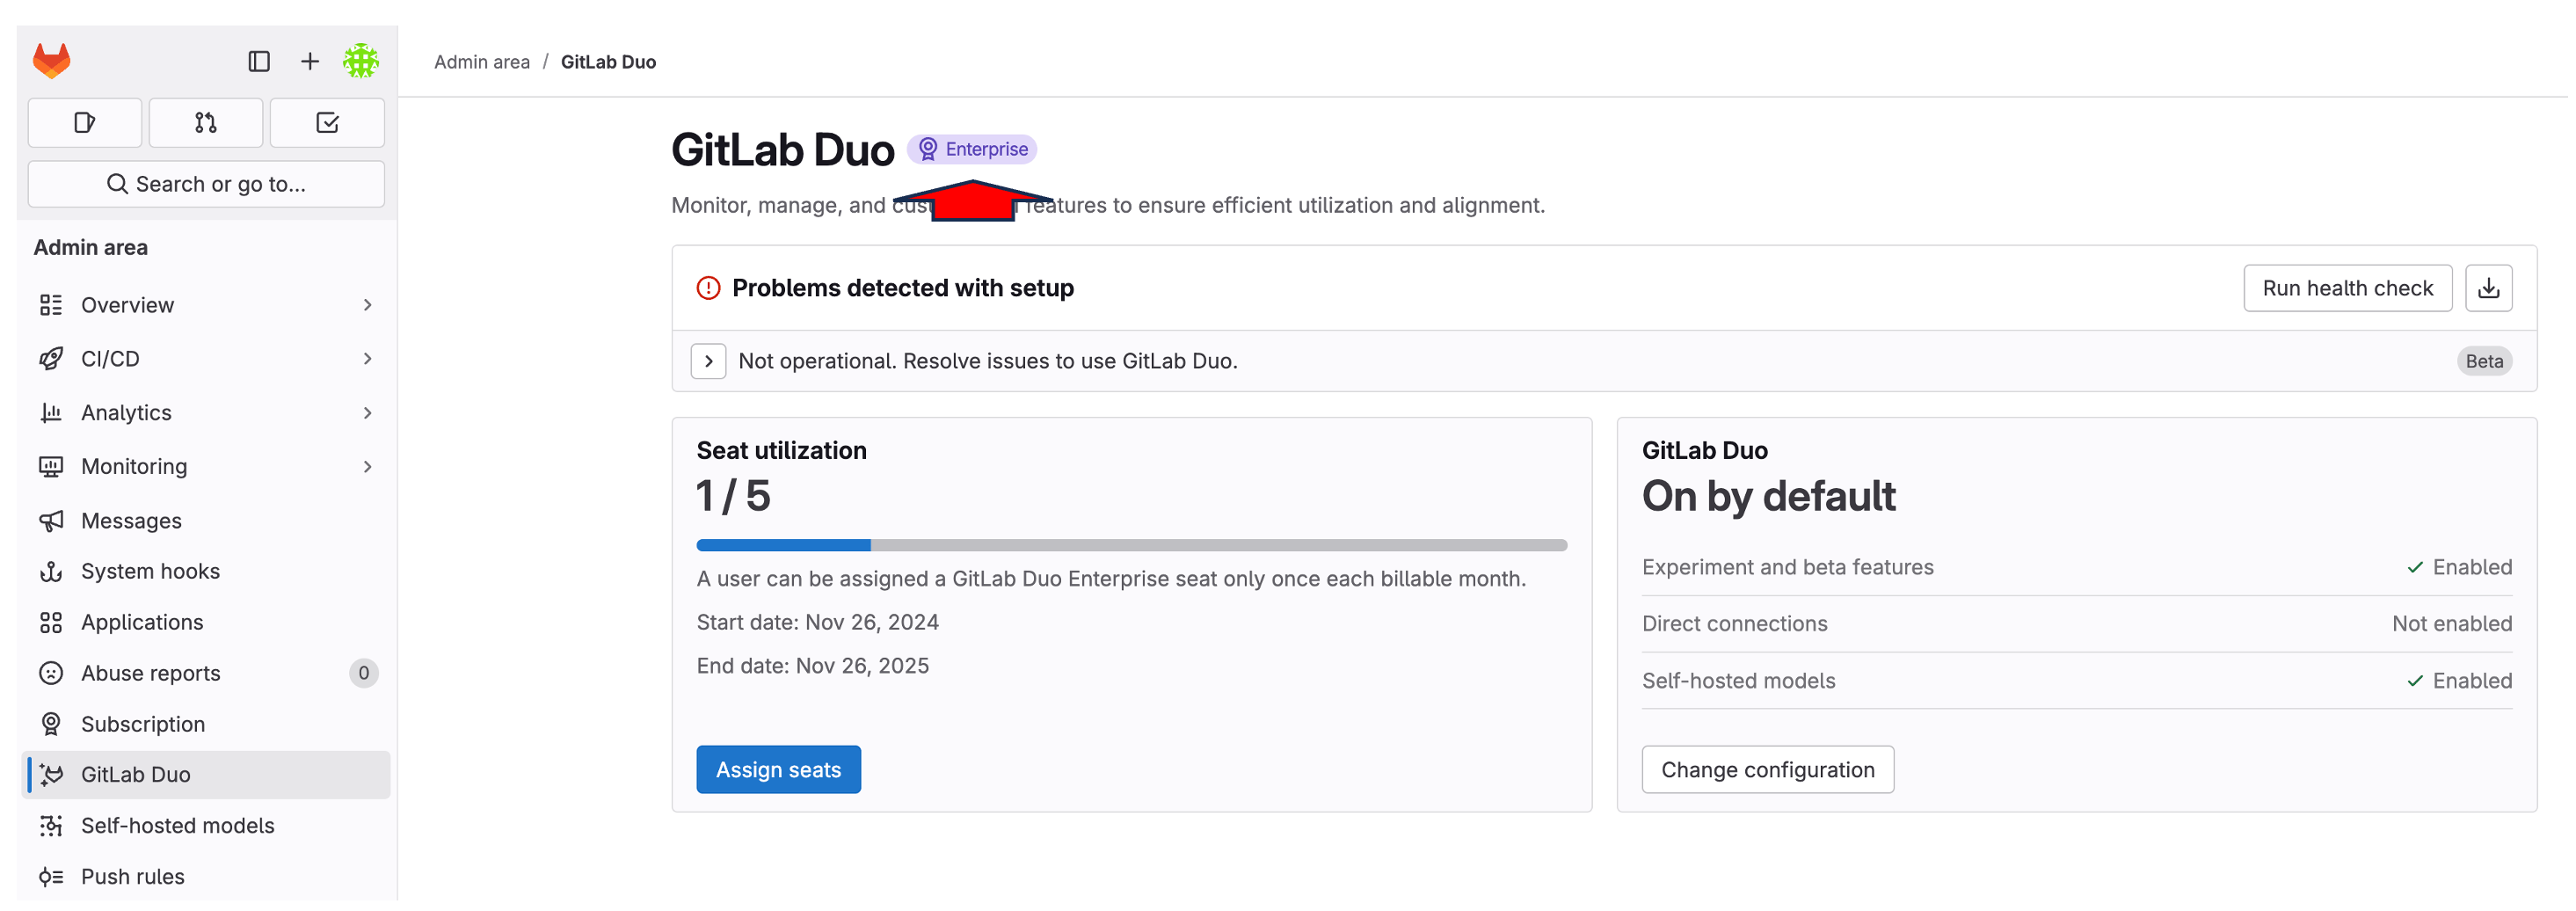 Admin area / GitLab Duo
Search or go to...
Admin area
Overview
CI/CD
Analytics
Monitoring
Messages
System hooks
Applications
Abuse reports 0
Subscription
GitLab Duo
Self-hosted models
Push rules
GitLab Duo Enterprise
Monitor, manage, and features to ensure efficient utilization and alignment.
Problems detected with setup
Run health check
Not operational. Resolve issues to use GitLab Duo.
Beta
Seat utilization
1 / 5
A user can be assigned a GitLab Duo Enterprise seat only once each billable month.
Start date: Nov 26, 2024
End date: Nov 26, 2025
Assign seats
GitLab Duo
On by default
Experiment and beta features Enabled
Direct connections Not enabled
Self-hosted models Enabled
Change configuration